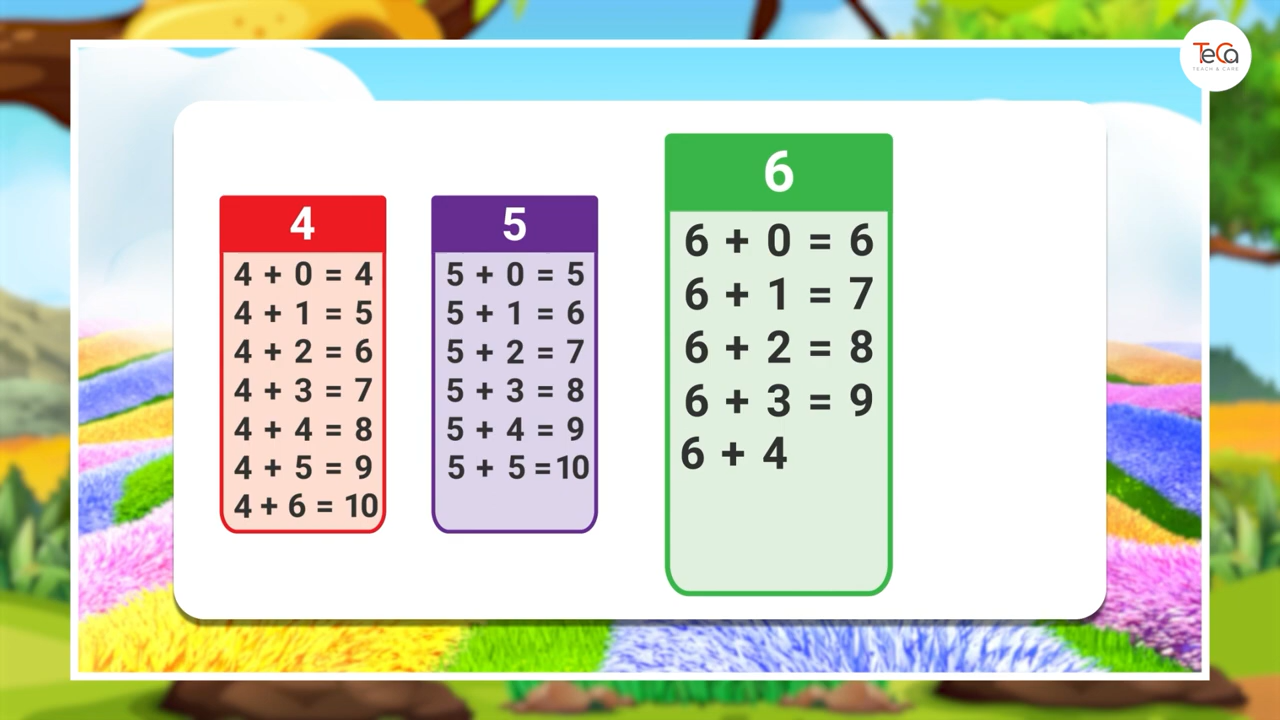 TeCa
TEACH & CARE
4
4 + 0 = 4
4 + 1 = 5
4 + 2 = 6
4 + 3 = 7
4 + 4 = 8
4 + 5 = 9
4 + 6 = 10
5
5 + 0 = 5
5 + 1 = 6
5 + 2 = 7
5 + 3 = 8
5 + 4 = 9
5 + 5 = 10
6
6 + 0 = 6
6 + 1 = 7
6 + 2 = 8
6 + 3 = 9
6 + 4